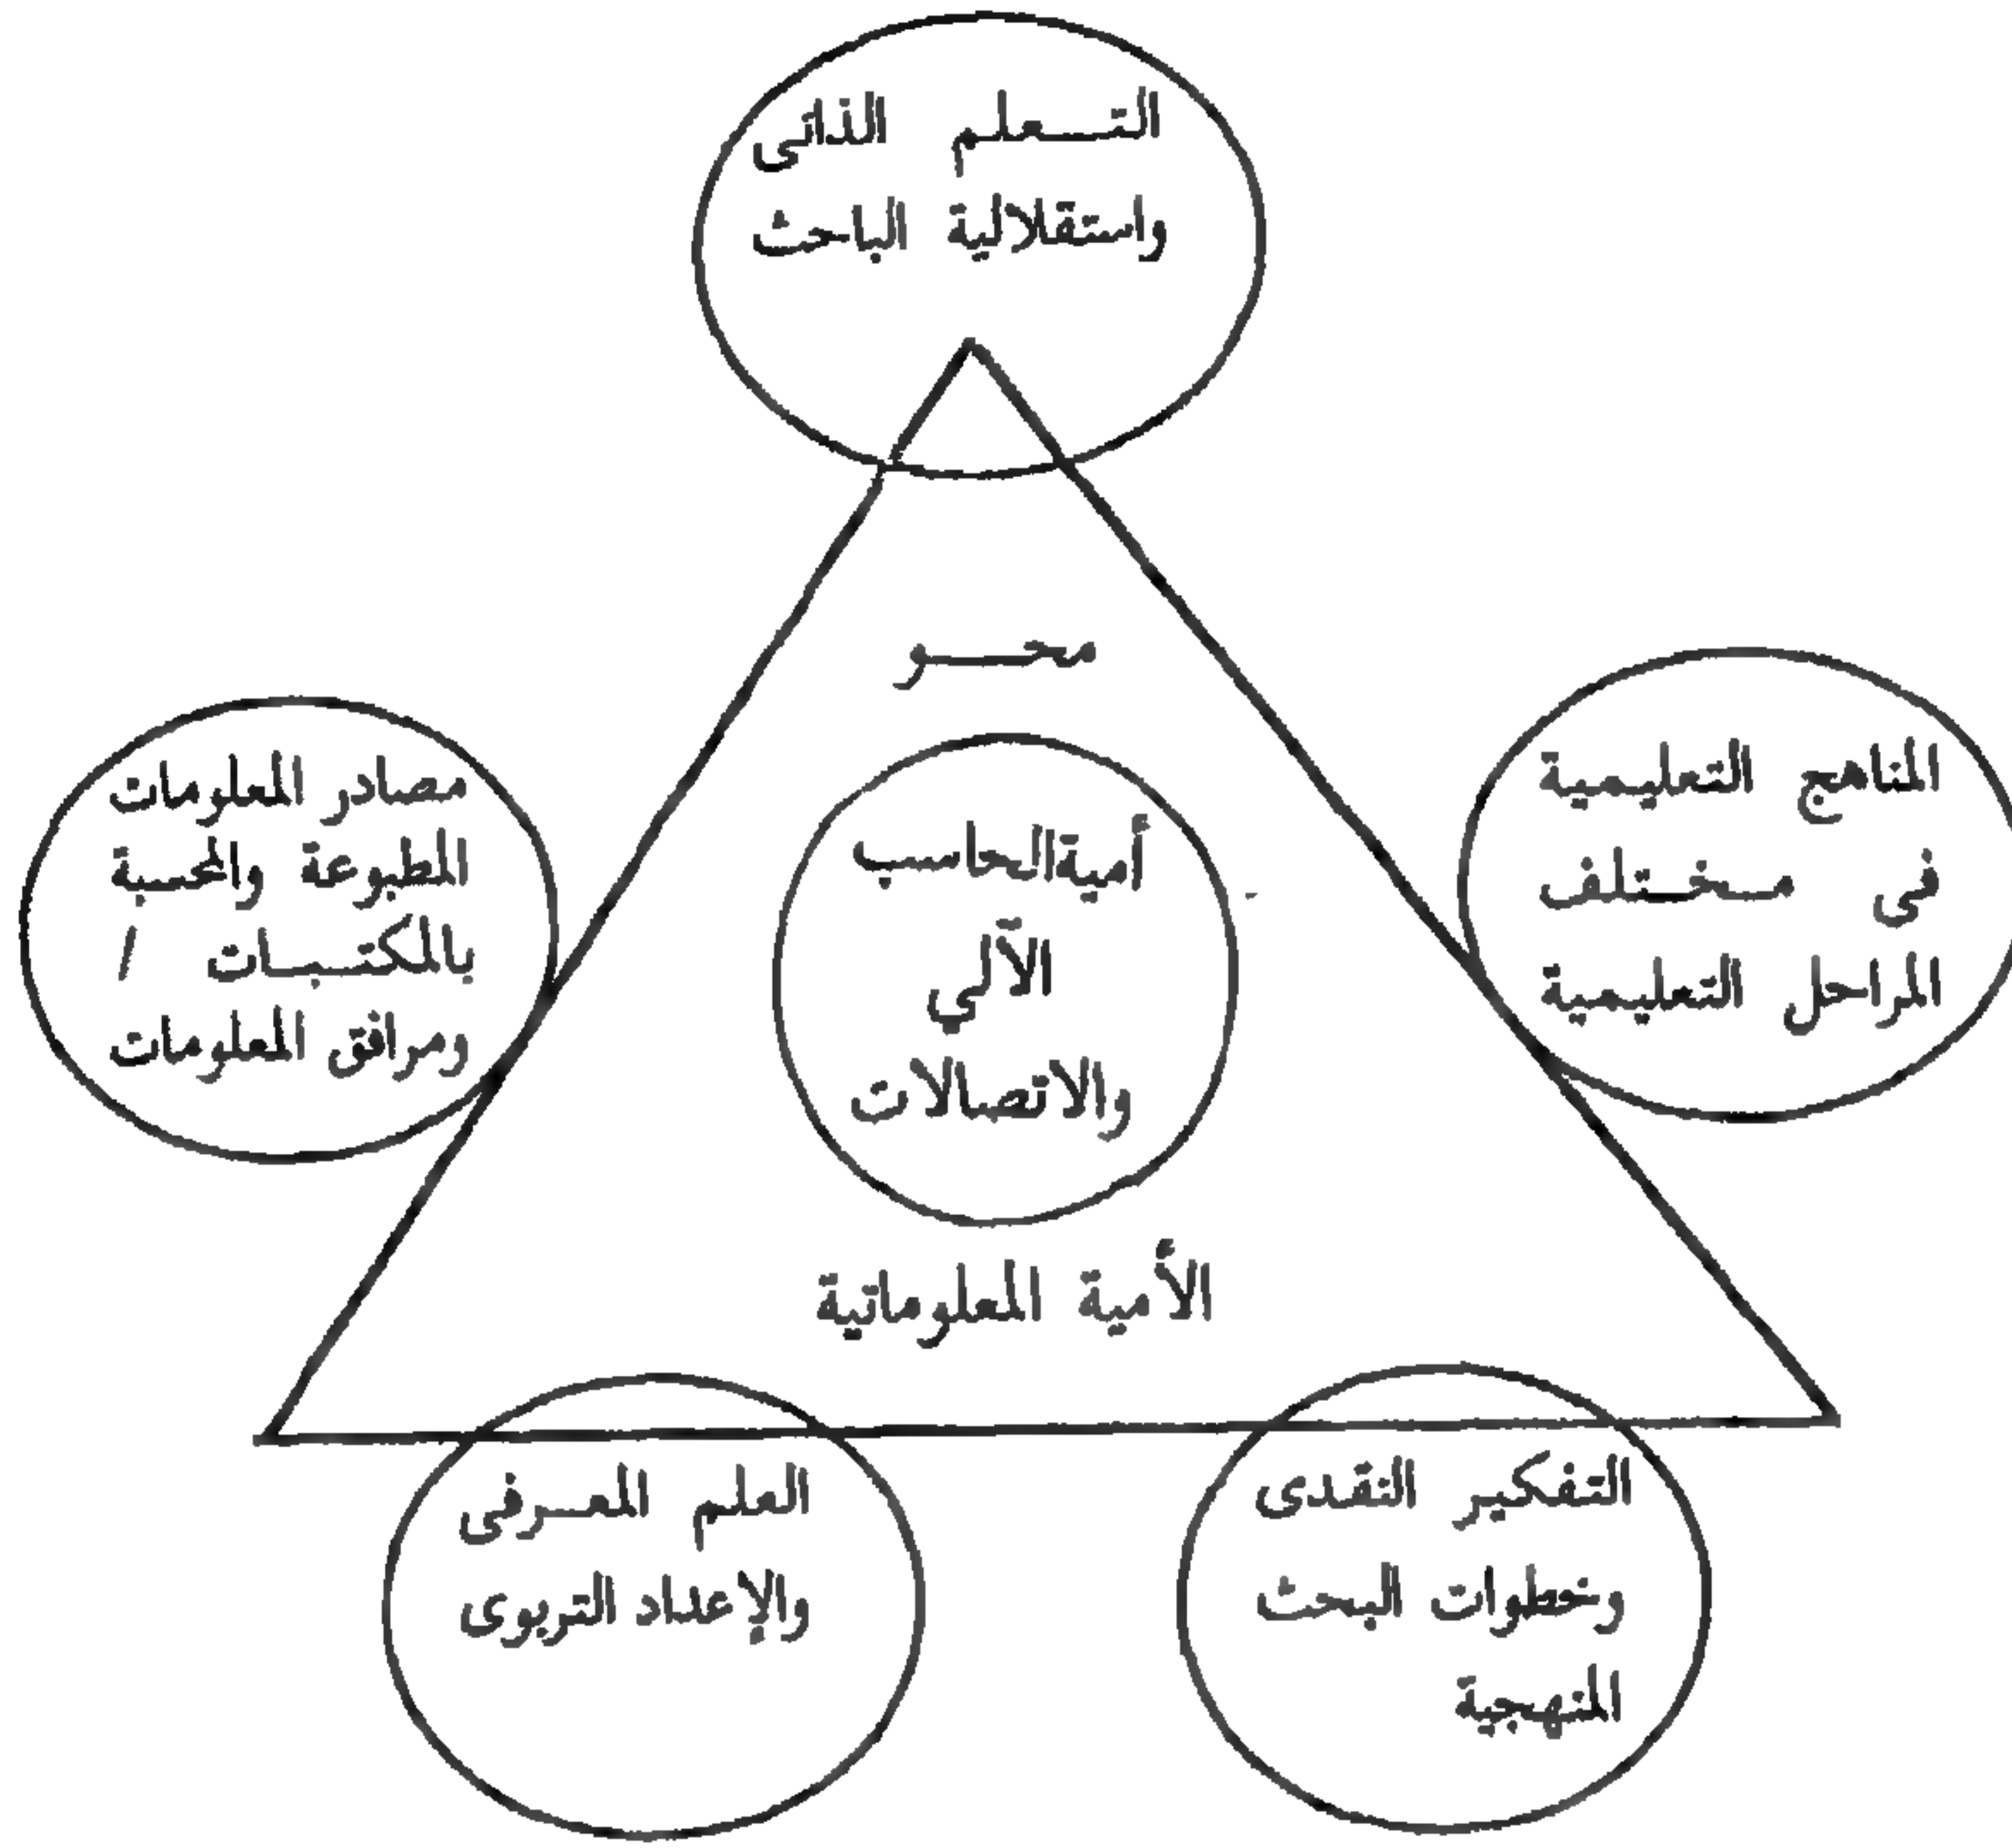 التعلم الذاتى
واستقلالية الباحث
محو
المناهج التعليمية
فى مختلف
المراحل التعليمية
أمية الحاسب
الآلي
والاتصالات
مصادر المعلومات
المطبوعة والمحسبة
بالمكتبات /
ومرافق المعلومات
الأمية المعلوماتية
التفكير النقدى
وخطوات البحث
المنهجية
العلم المعرفى
والإعداد التربوى